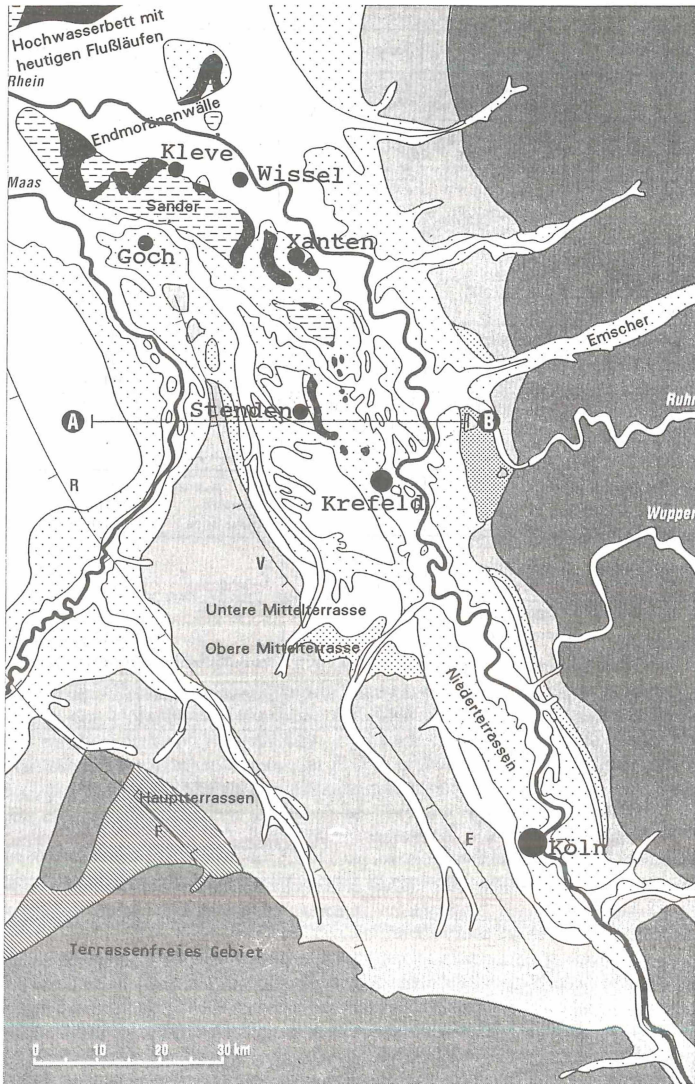 Hochwasserbett mit
heutigen Flußläufen
Rhein
Endmoränenwälle
Kleve
Wissel
Maas
Sander
Goch
Xanten
Emscher
A
Stenden
B
Ruhr
R
Krefeld
Wupper
V
Untere Mittelterrasse
Obere Mittelterrasse
Niederterrassen
Hauptterrassen
F
E
Köln
Terrassenfreies Gebiet
0 10 20 30 km